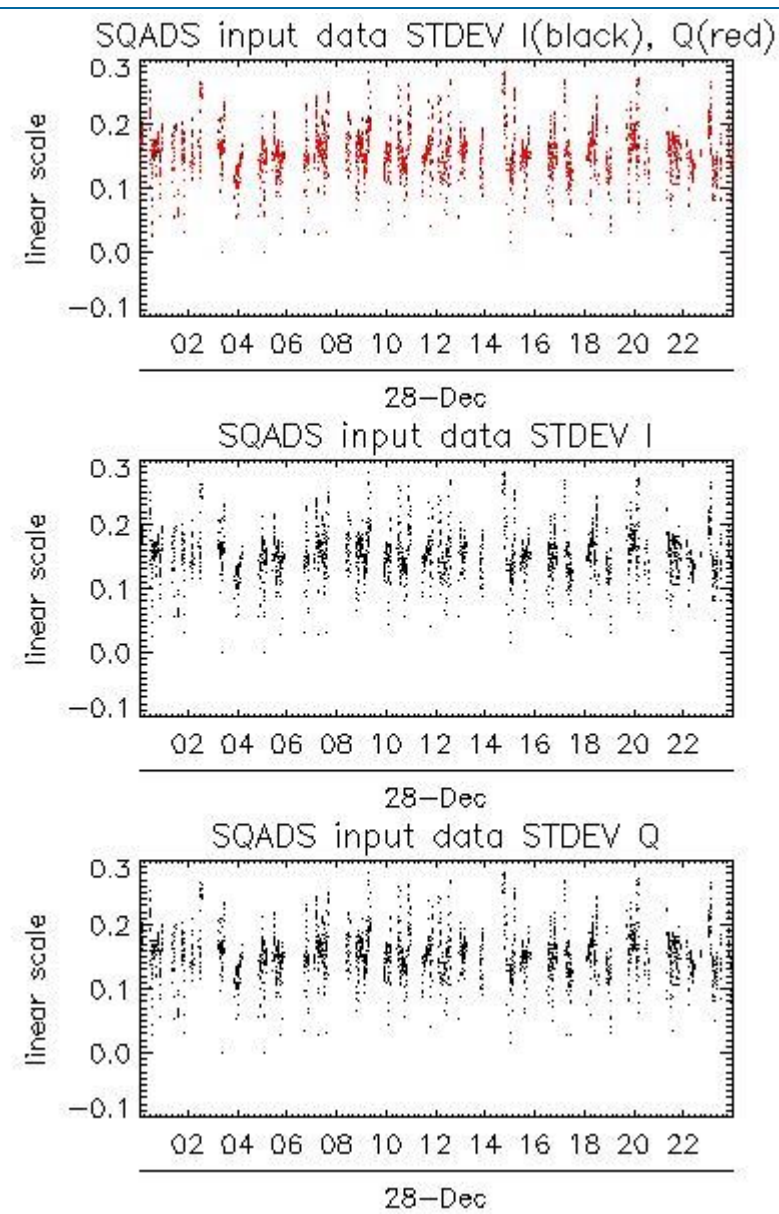 SQADS input data STDEV I(black), Q(red)
0.3
0.2
0.1
0.0
−0.1
linear scale
02 04 06 08 10 12 14 16 18 20 22
28−Dec
SQADS input data STDEV I
0.3
0.2
0.1
0.0
−0.1
linear scale
02 04 06 08 10 12 14 16 18 20 22
28−Dec
SQADS input data STDEV Q
0.3
0.2
0.1
0.0
−0.1
linear scale
02 04 06 08 10 12 14 16 18 20 22
28−Dec